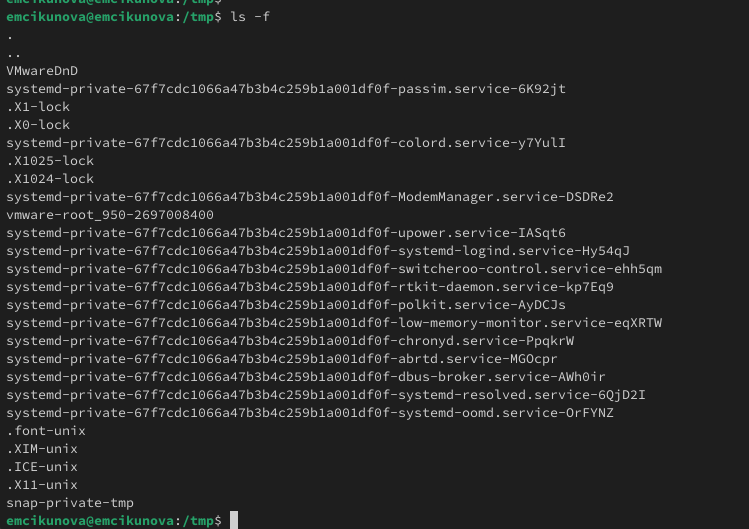 emcikunova@emcikunova:/tmp$
emcikunova@emcikunova:/tmp$ ls -f
.
..
VMwareDnD
systemd-private-67f7cdc1066a47b3b4c259b1a001df0f-passim.service-6K92jt
.X1-lock
.X0-lock
systemd-private-67f7cdc1066a47b3b4c259b1a001df0f-colord.service-y7YulI
.X1025-lock
.X1024-lock
systemd-private-67f7cdc1066a47b3b4c259b1a001df0f-ModemManager.service-DSDRe2
vmware-root_950-2697008400
systemd-private-67f7cdc1066a47b3b4c259b1a001df0f-upower.service-IASqt6
systemd-private-67f7cdc1066a47b3b4c259b1a001df0f-systemd-logind.service-Hy54qJ
systemd-private-67f7cdc1066a47b3b4c259b1a001df0f-switcheroo-control.service-ehh5qm
systemd-private-67f7cdc1066a47b3b4c259b1a001df0f-rtkit-daemon.service-kp7Eq9
systemd-private-67f7cdc1066a47b3b4c259b1a001df0f-polkit.service-AyDCJs
systemd-private-67f7cdc1066a47b3b4c259b1a001df0f-low-memory-monitor.service-eqXRTW
systemd-private-67f7cdc1066a47b3b4c259b1a001df0f-chronyd.service-PpqkrW
systemd-private-67f7cdc1066a47b3b4c259b1a001df0f-abrtd.service-MGOcpr
systemd-private-67f7cdc1066a47b3b4c259b1a001df0f-dbus-broker.service-AWh0ir
systemd-private-67f7cdc1066a47b3b4c259b1a001df0f-systemd-resolved.service-6QjD2I
systemd-private-67f7cdc1066a47b3b4c259b1a001df0f-systemd-oomd.service-OrFYNZ
.font-unix
.XIM-unix
.ICE-unix
.X11-unix
snap-private-tmp
emcikunova@emcikunova:/tmp$